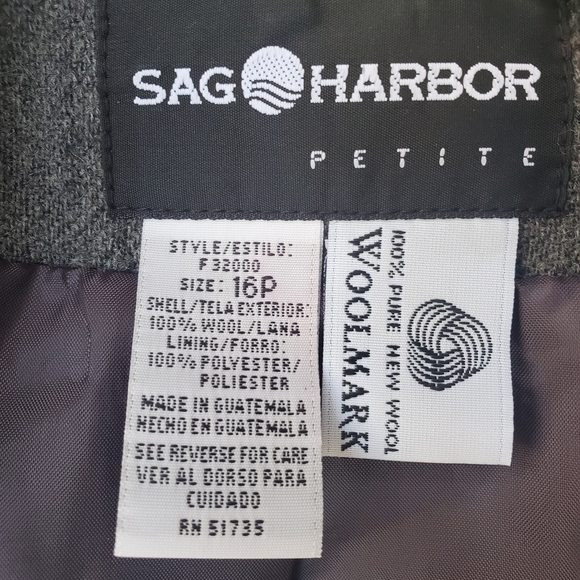 SAG HARBOR
PETITE
STYLE/ESTILO:
F 32000
SIZE: 16P
SHELL/TELA EXTERIOR:
100% WOOL/LANA
LINING/FORRO:
100% POLYESTER/
POLIESTER
MADE IN GUATEMALA
HECHO EN GUATEMALA
SEE REVERSE FOR CARE
VER AL DORSO PARA
CUIDADO
RN 51735
100% PURE NEW WOOL
WOOLMARK